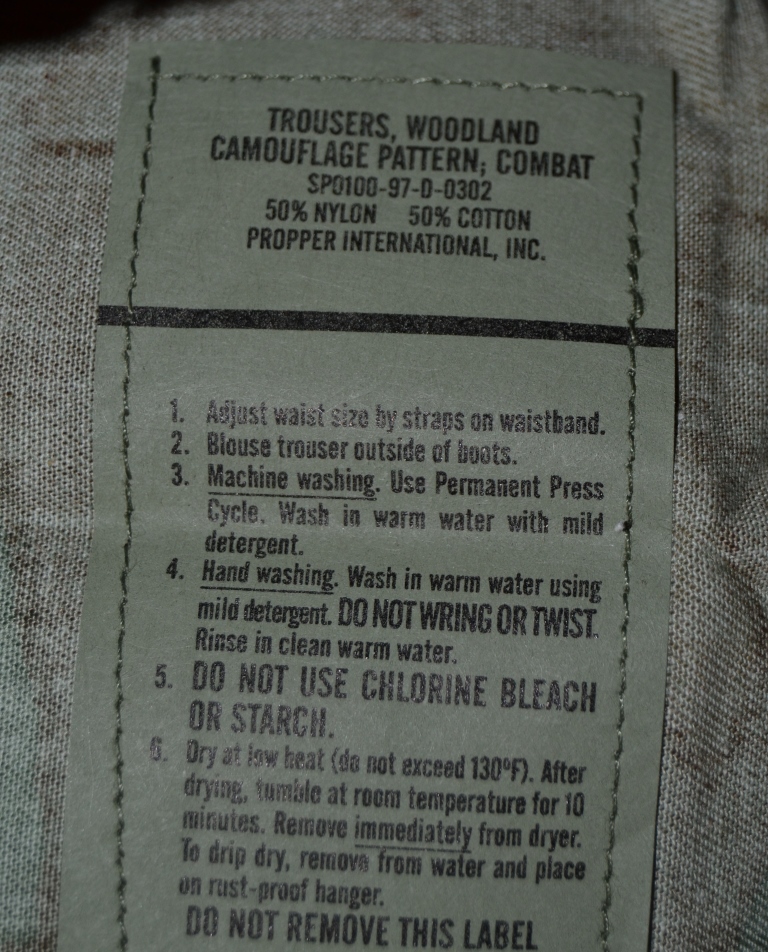 TROUSERS, WOODLAND
CAMOUFLAGE PATTERN; COMBAT
SPO100-97-D-0302
50% NYLON 50% COTTON
PROPPER INTERNATIONAL, INC.
1. Adjust waist size by straps on waistband.
2. Blouse trouser outside of boots.
3. Machine washing. Use Permanent Press
Cycle. Wash in warm water with mild
detergent.
4. Hand washing. Wash in warm water using
mild detergent. DO NOT WRING OR TWIST.
Rinse in clean warm water.
5. DO NOT USE CHLORINE BLEACH
OR STARCH.
6. Dry at low heat (do not exceed 130°F). After
drying, tumble at room temperature for 10
minutes. Remove immediately from dryer.
To drip dry, remove from water and place
on rust-proof hanger.
DO NOT REMOVE THIS LABEL